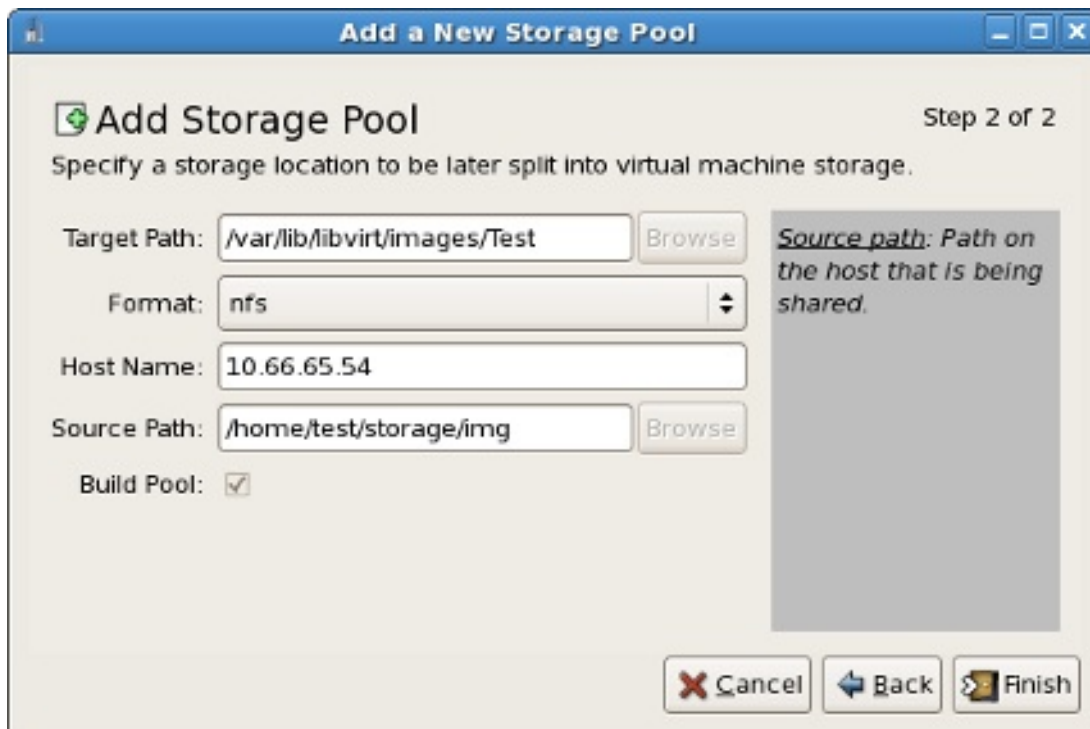 Add a New Storage Pool
Add Storage Pool
Step 2 of 2
Specify a storage location to be later split into virtual machine storage.
Target Path: /var/lib/libvirt/images/Test Browse
Format: nfs
Host Name: 10.66.65.54
Source Path: /home/test/storage/img Browse
Build Pool:
Source path: Path on
the host that is being
shared.
Cancel Back Finish